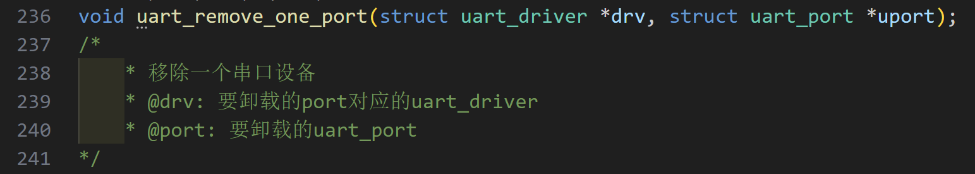 236 void uart_remove_one_port(struct uart_driver *drv, struct uart_port *uport);
237 /*
238     * 移除一个串口设备
239     * @drv: 要卸载的port对应的uart_driver
240     * @port: 要卸载的uart_port
241 */